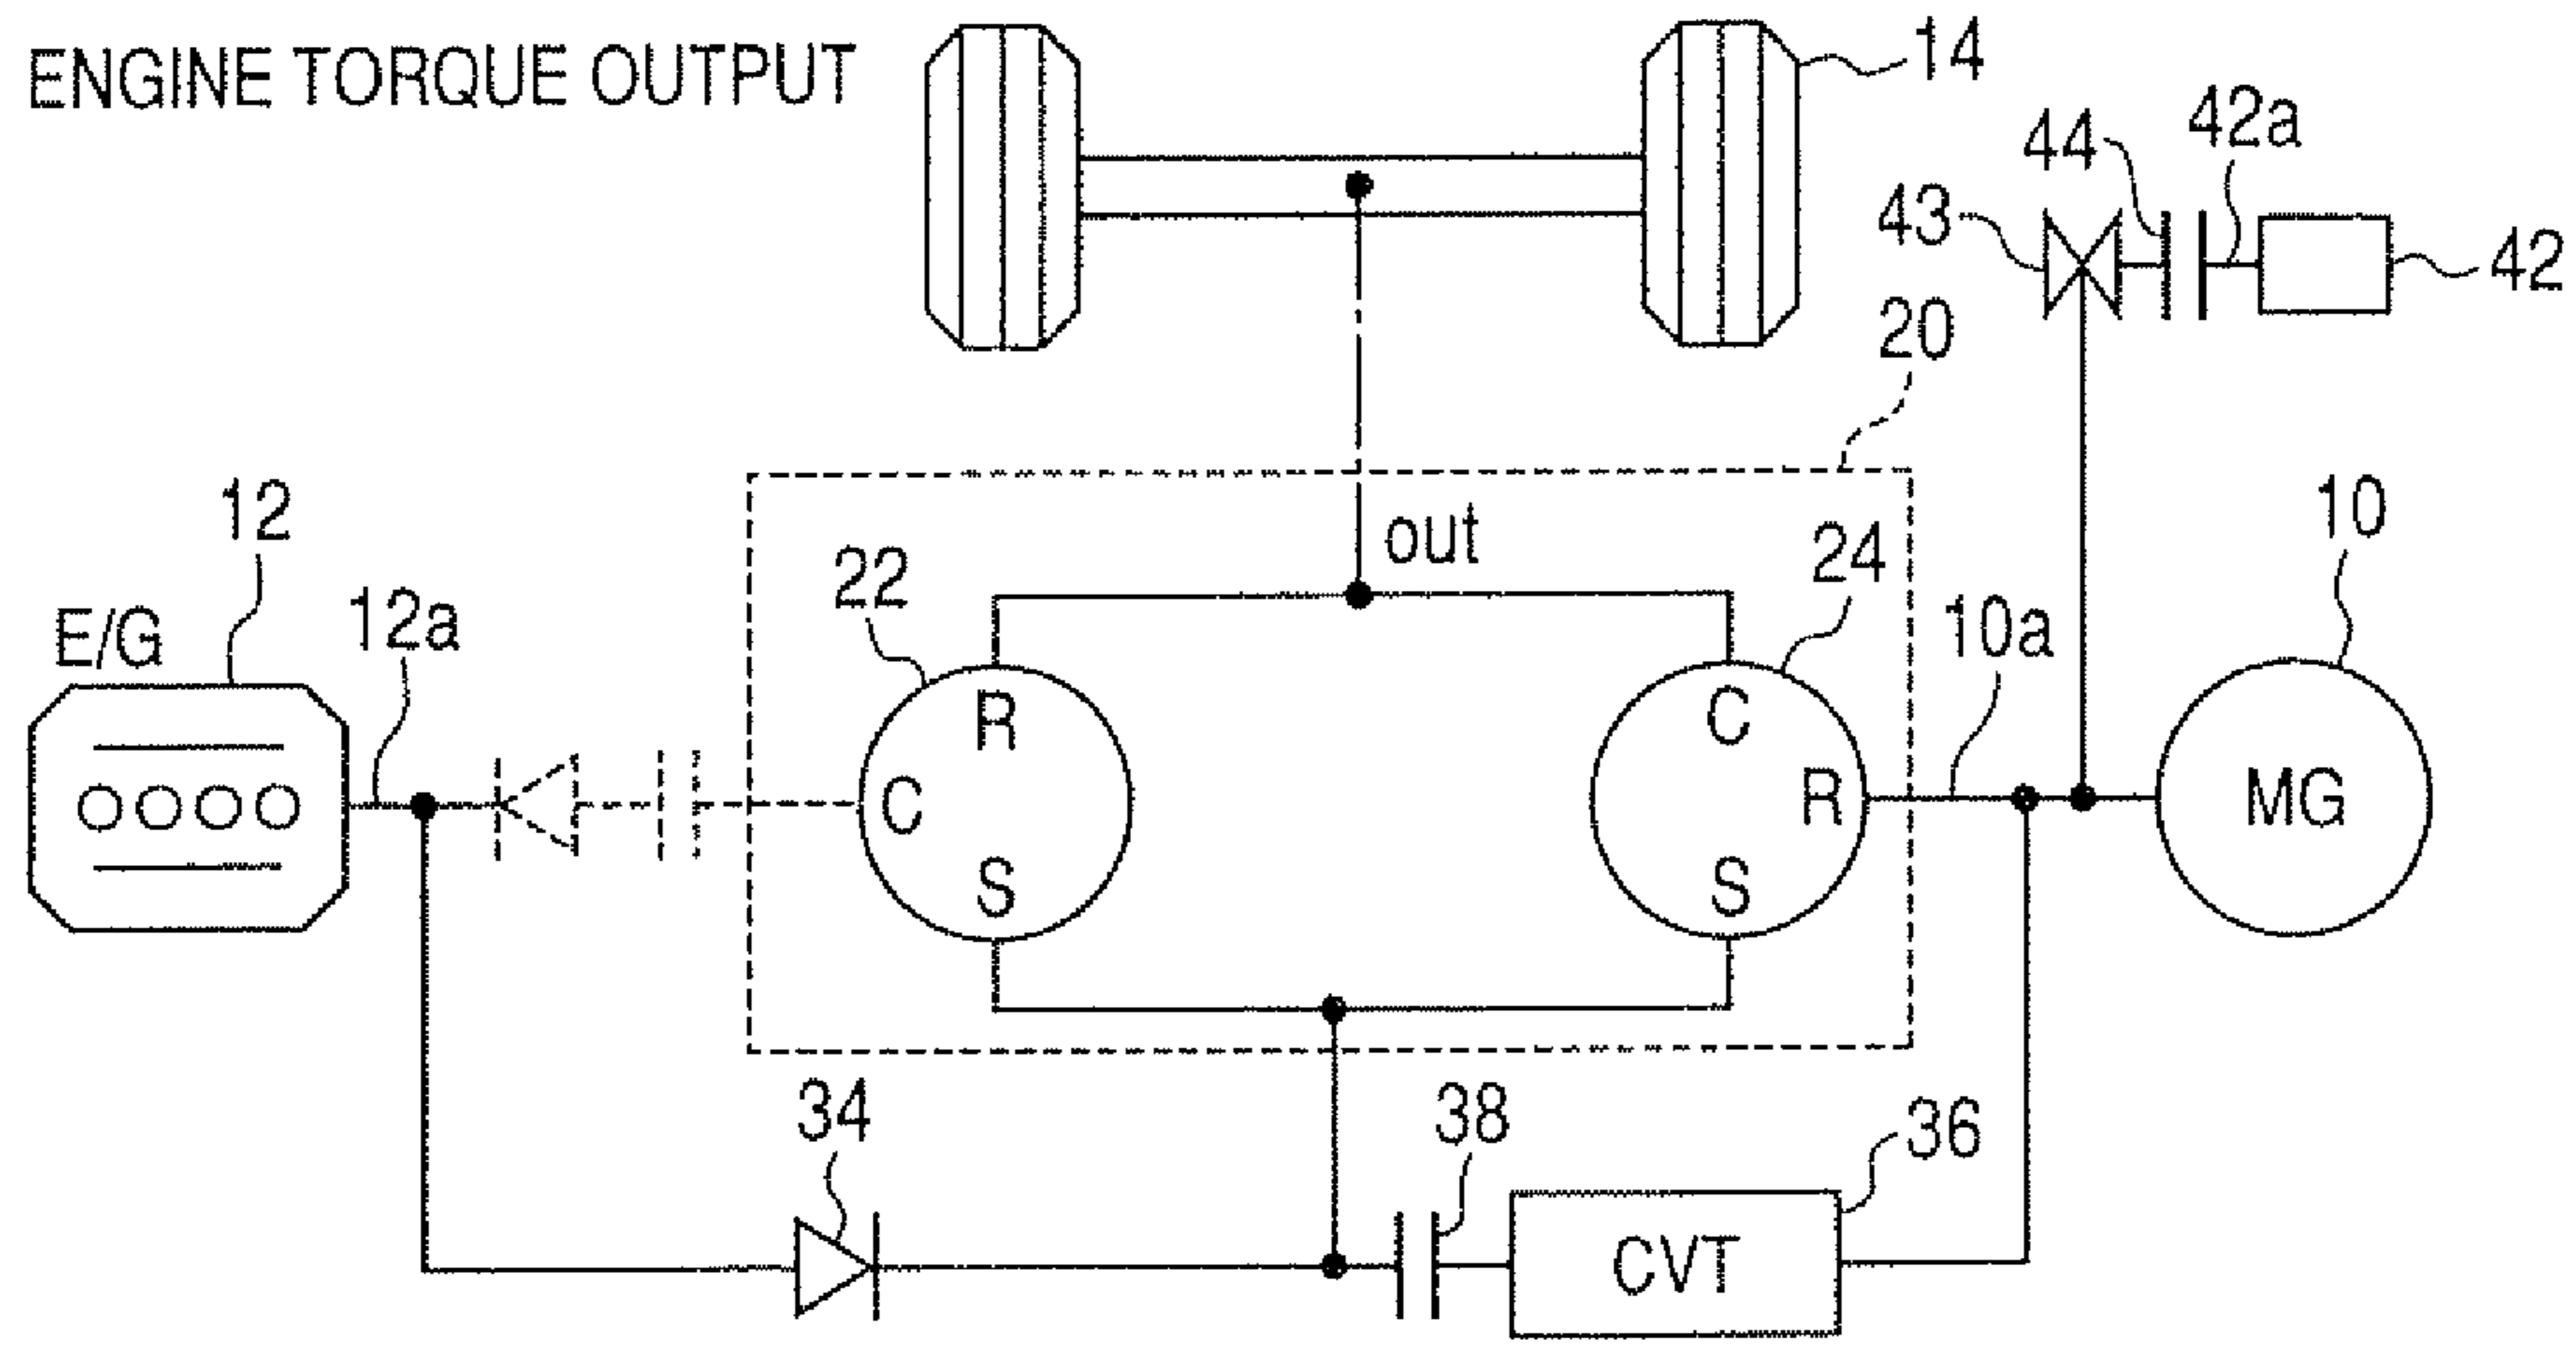 ENGINE TORQUE OUTPUT
14
42a
44
43
42
20
12
10
out
22
24
12a
10a
E/G
R
C
C
R
MG
S
S
34
38
36
CVT